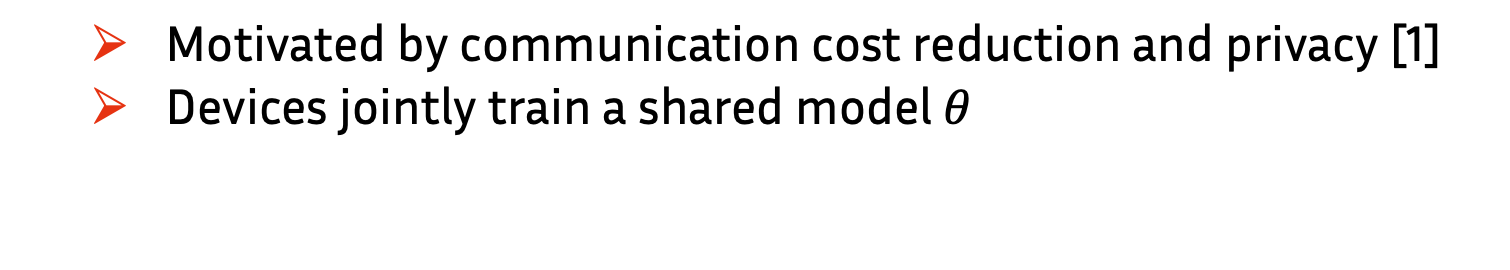 ➢ Motivated by communication cost reduction and privacy [1]
➢ Devices jointly train a shared model θ